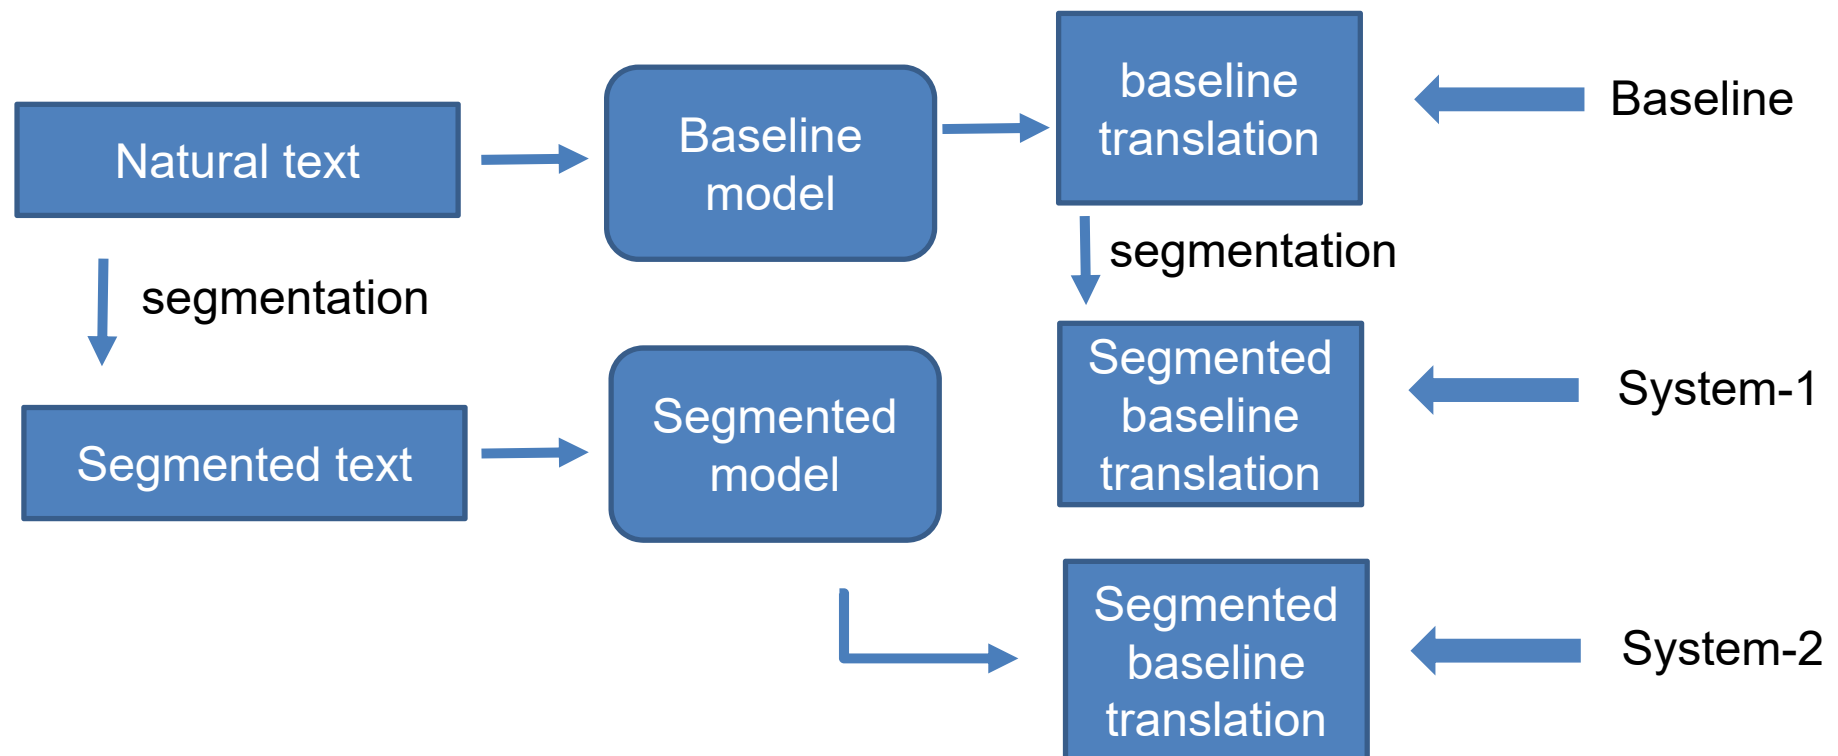 baseline
translation
Baseline
Natural text
Baseline
model
segmentation
segmentation
Segmented
baseline
translation
System-1
Segmented text
Segmented
model
Segmented
baseline
translation
System-2